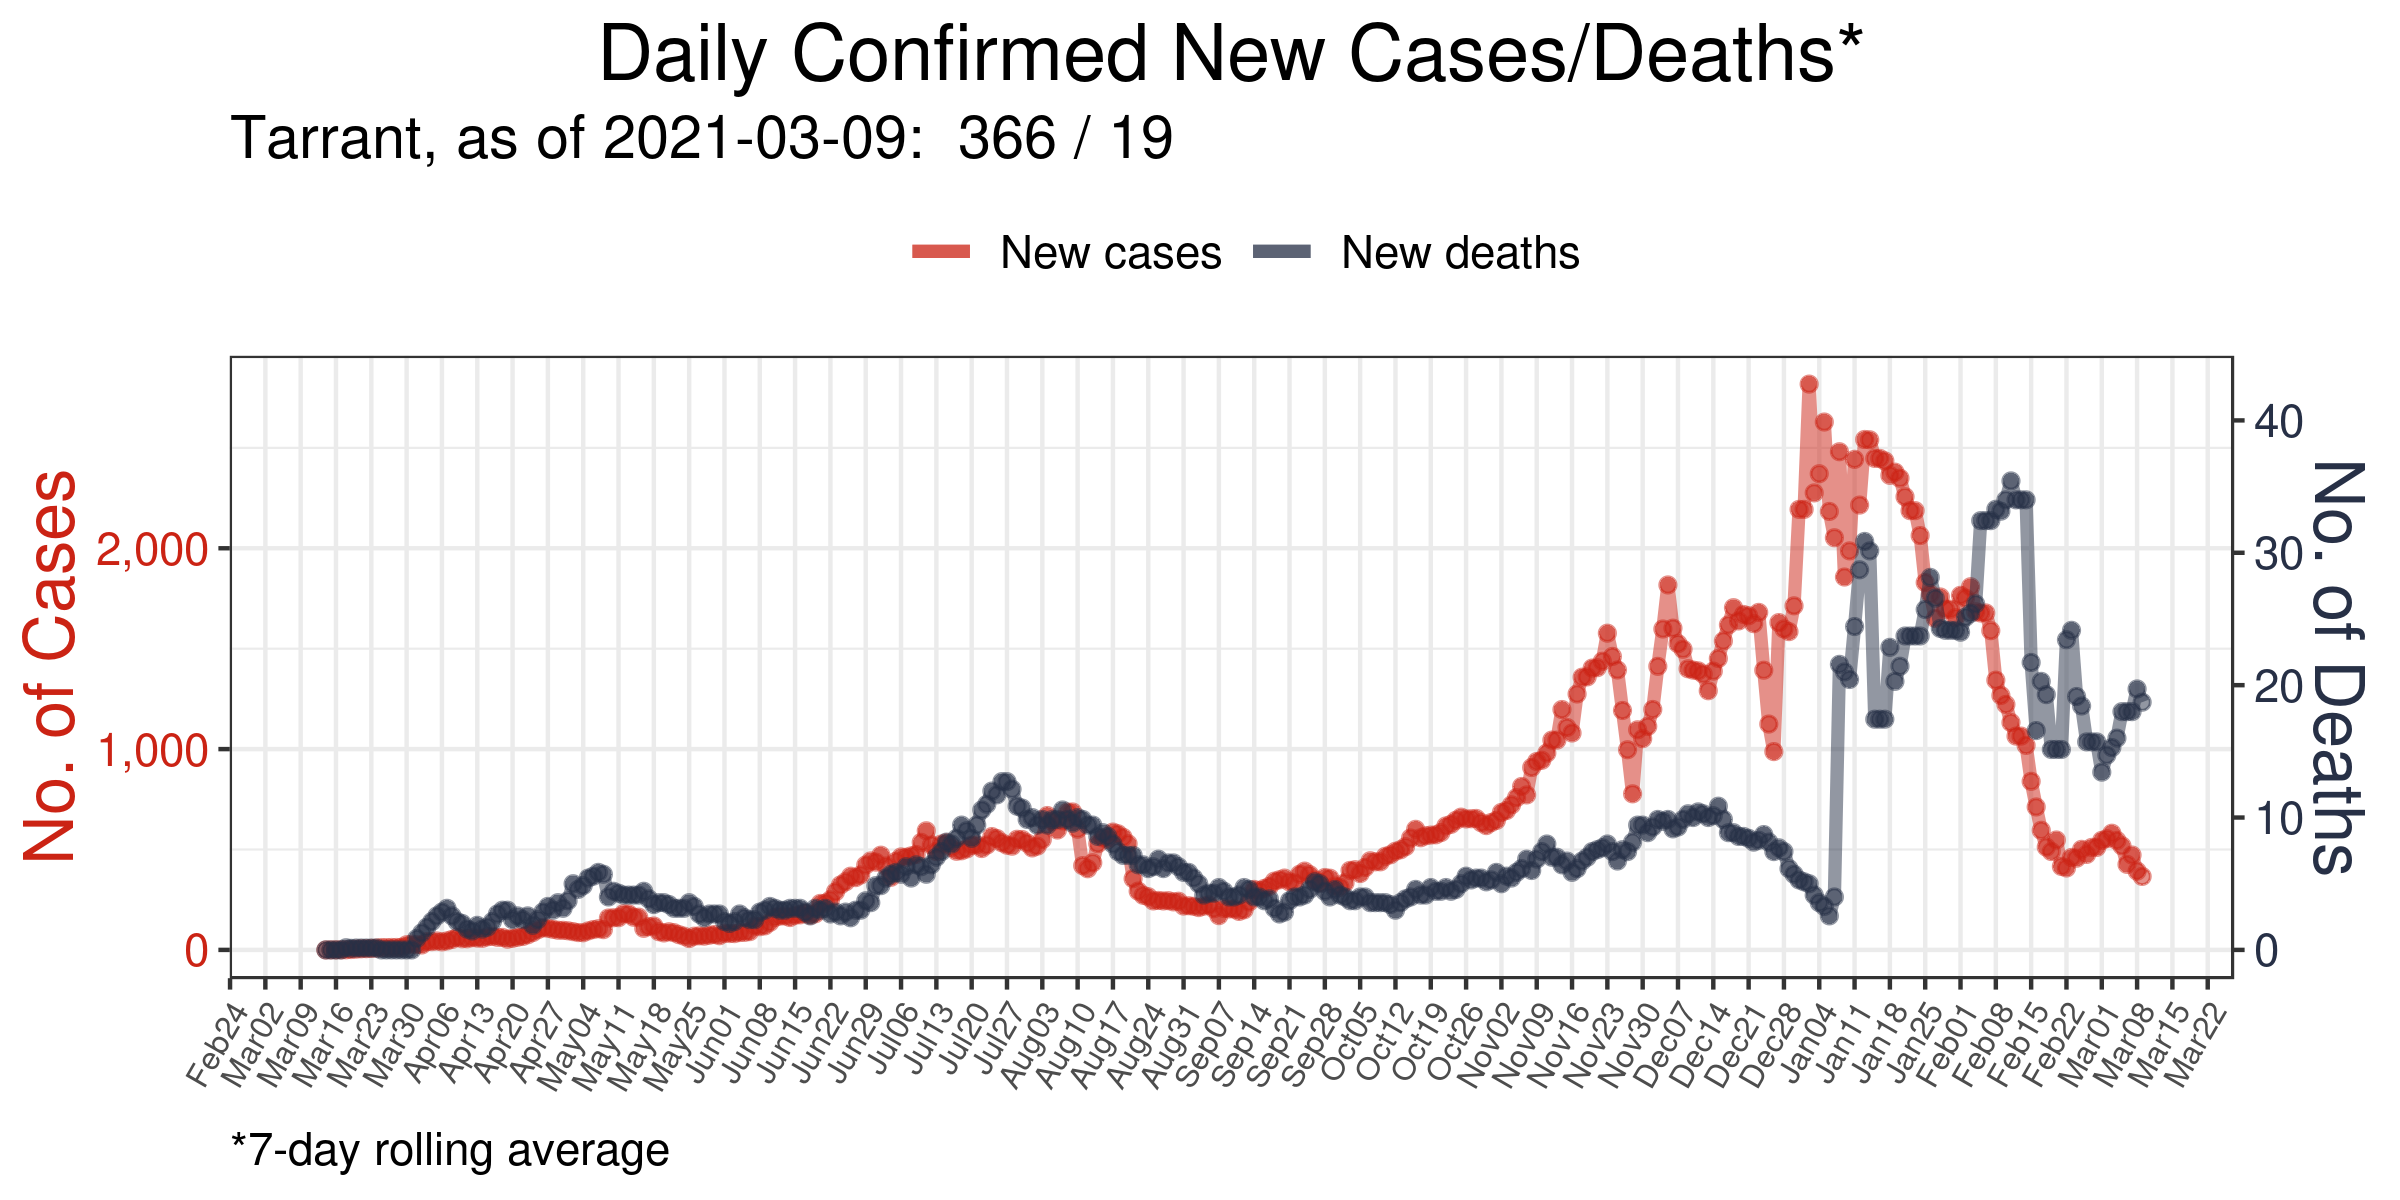 Daily Confirmed New Cases/Deaths*
Tarrant, as of 2021-03-09:  366 / 19
New cases
New deaths
No. of Cases
2,000
1,000
0
40
30
20
10
0
No. of Deaths
Feb24
Mar02
Mar09
Mar16
Mar23
Mar30
Apr06
Apr13
Apr20
Apr27
May04
May11
May18
May25
Jun01
Jun08
Jun15
Jun22
Jun29
Jul06
Jul13
Jul20
Jul27
Aug03
Aug10
Aug17
Aug24
Aug31
Sep07
Sep14
Sep21
Sep28
Oct05
Oct12
Oct19
Oct26
Nov02
Nov09
Nov16
Nov23
Nov30
Dec07
Dec14
Dec21
Dec28
Jan04
Jan11
Jan18
Jan25
Feb01
Feb08
Feb15
Feb22
Mar01
Mar08
Mar15
Mar22
*7-day rolling average